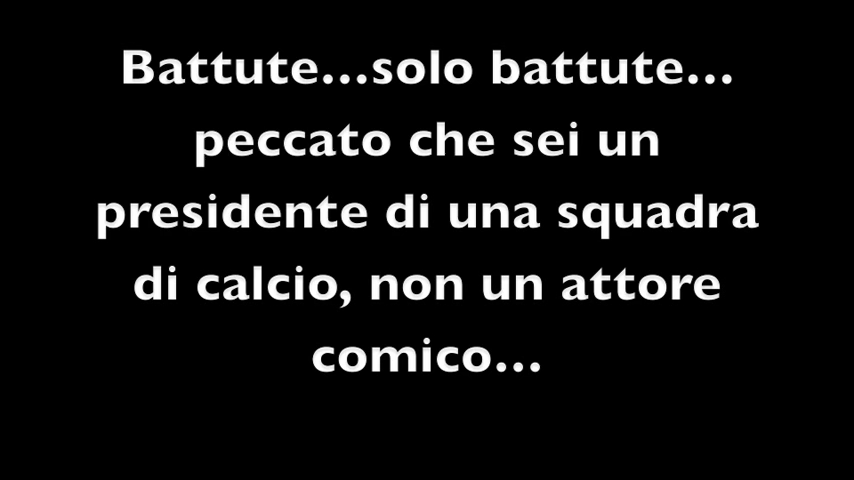 Battute...solo battute...
peccato che sei un
presidente di una squadra
di calcio, non un attore
comico...